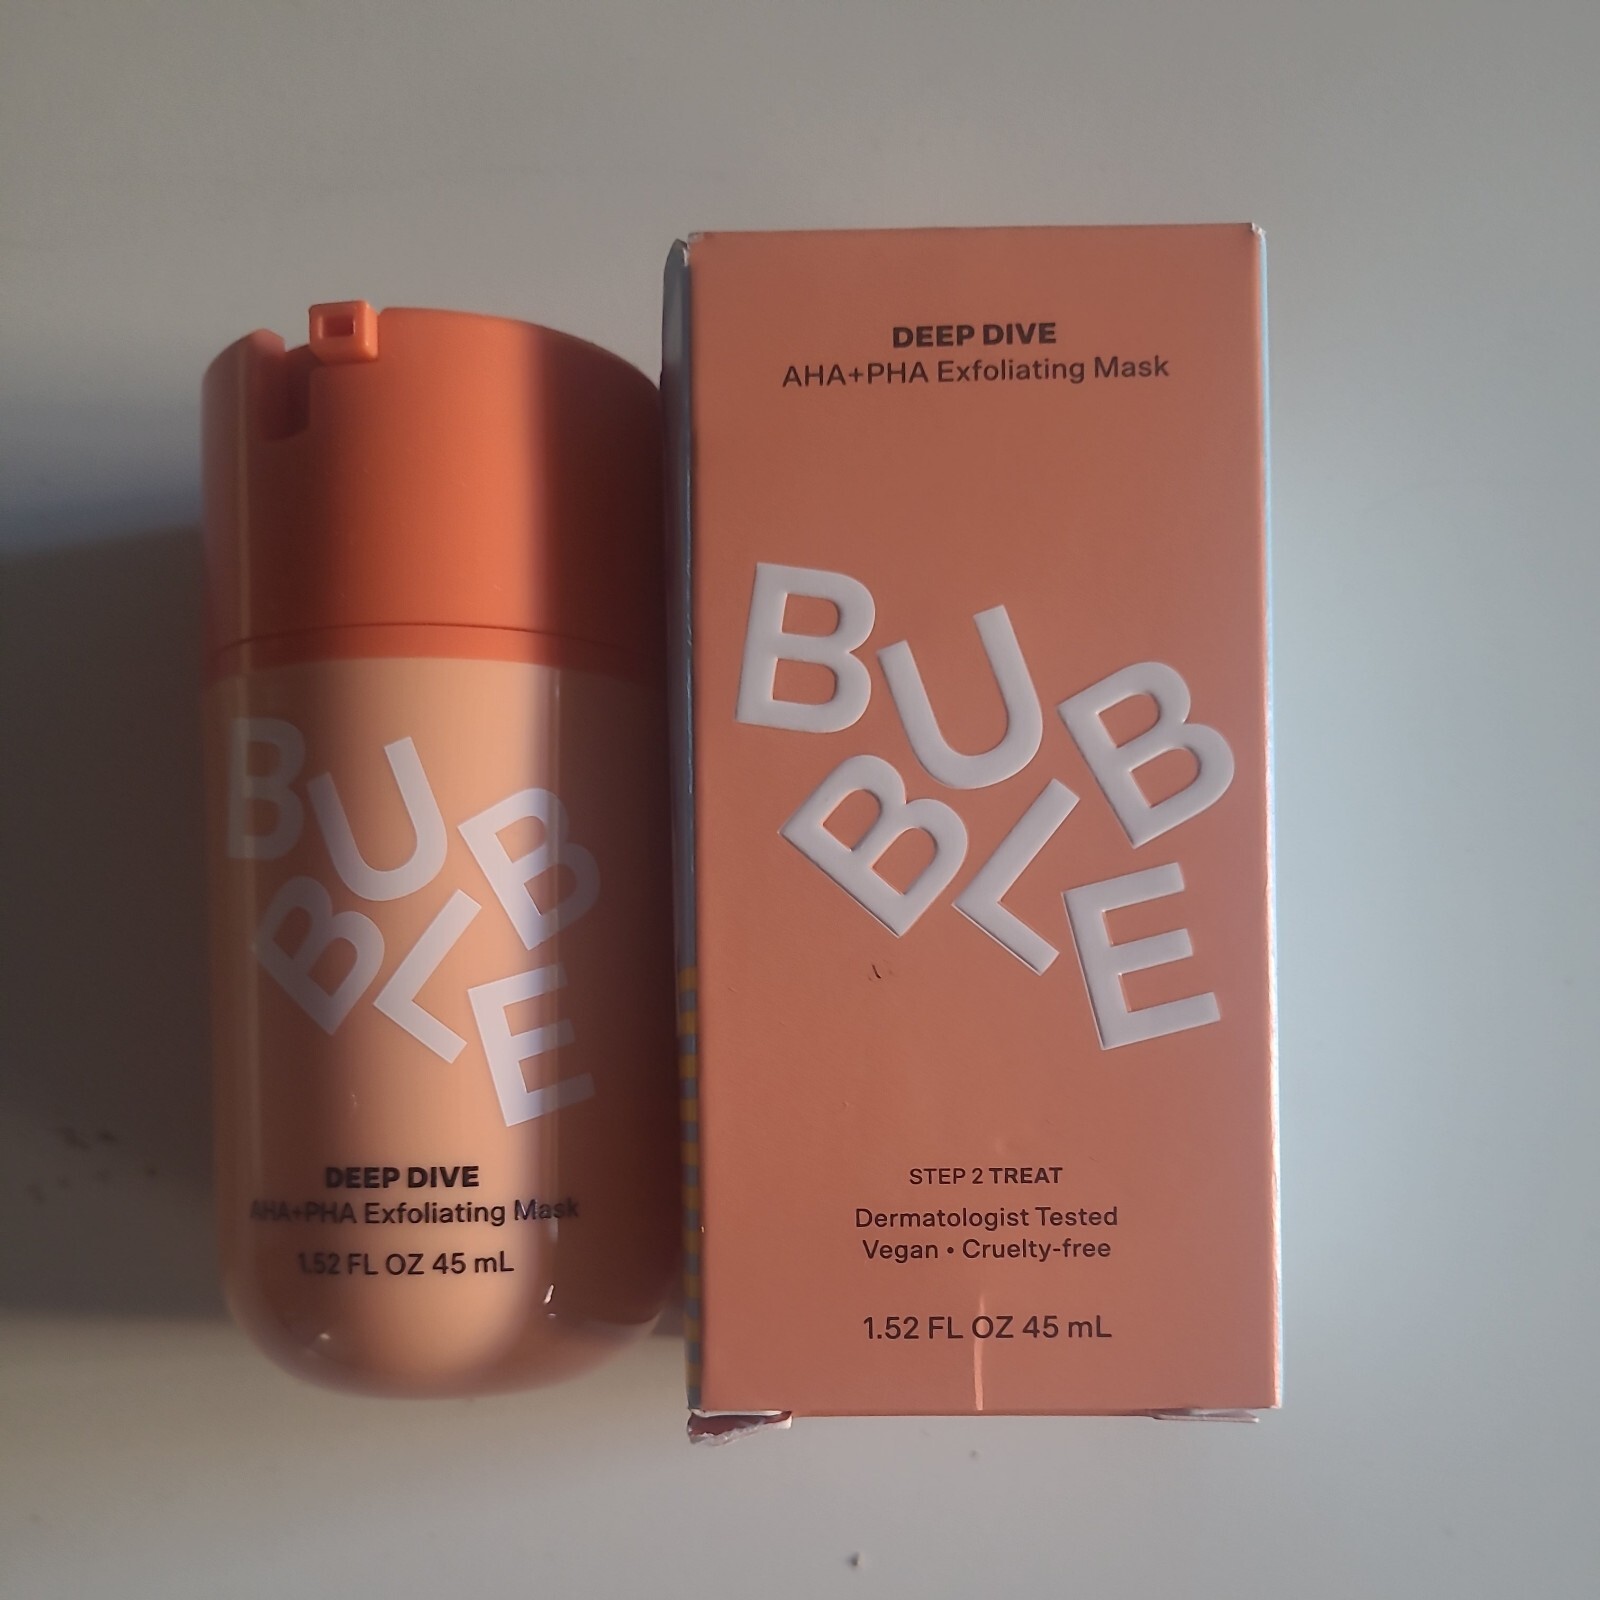 BUBBLE
DEEP DIVE
AHA+PHA Exfoliating Mask
1.52 FL OZ 45 mL
DEEP DIVE
AHA+PHA Exfoliating Mask
BUBBLE
STEP 2 TREAT
Dermatologist Tested
Vegan • Cruelty-free
1.52 FL OZ 45 mL